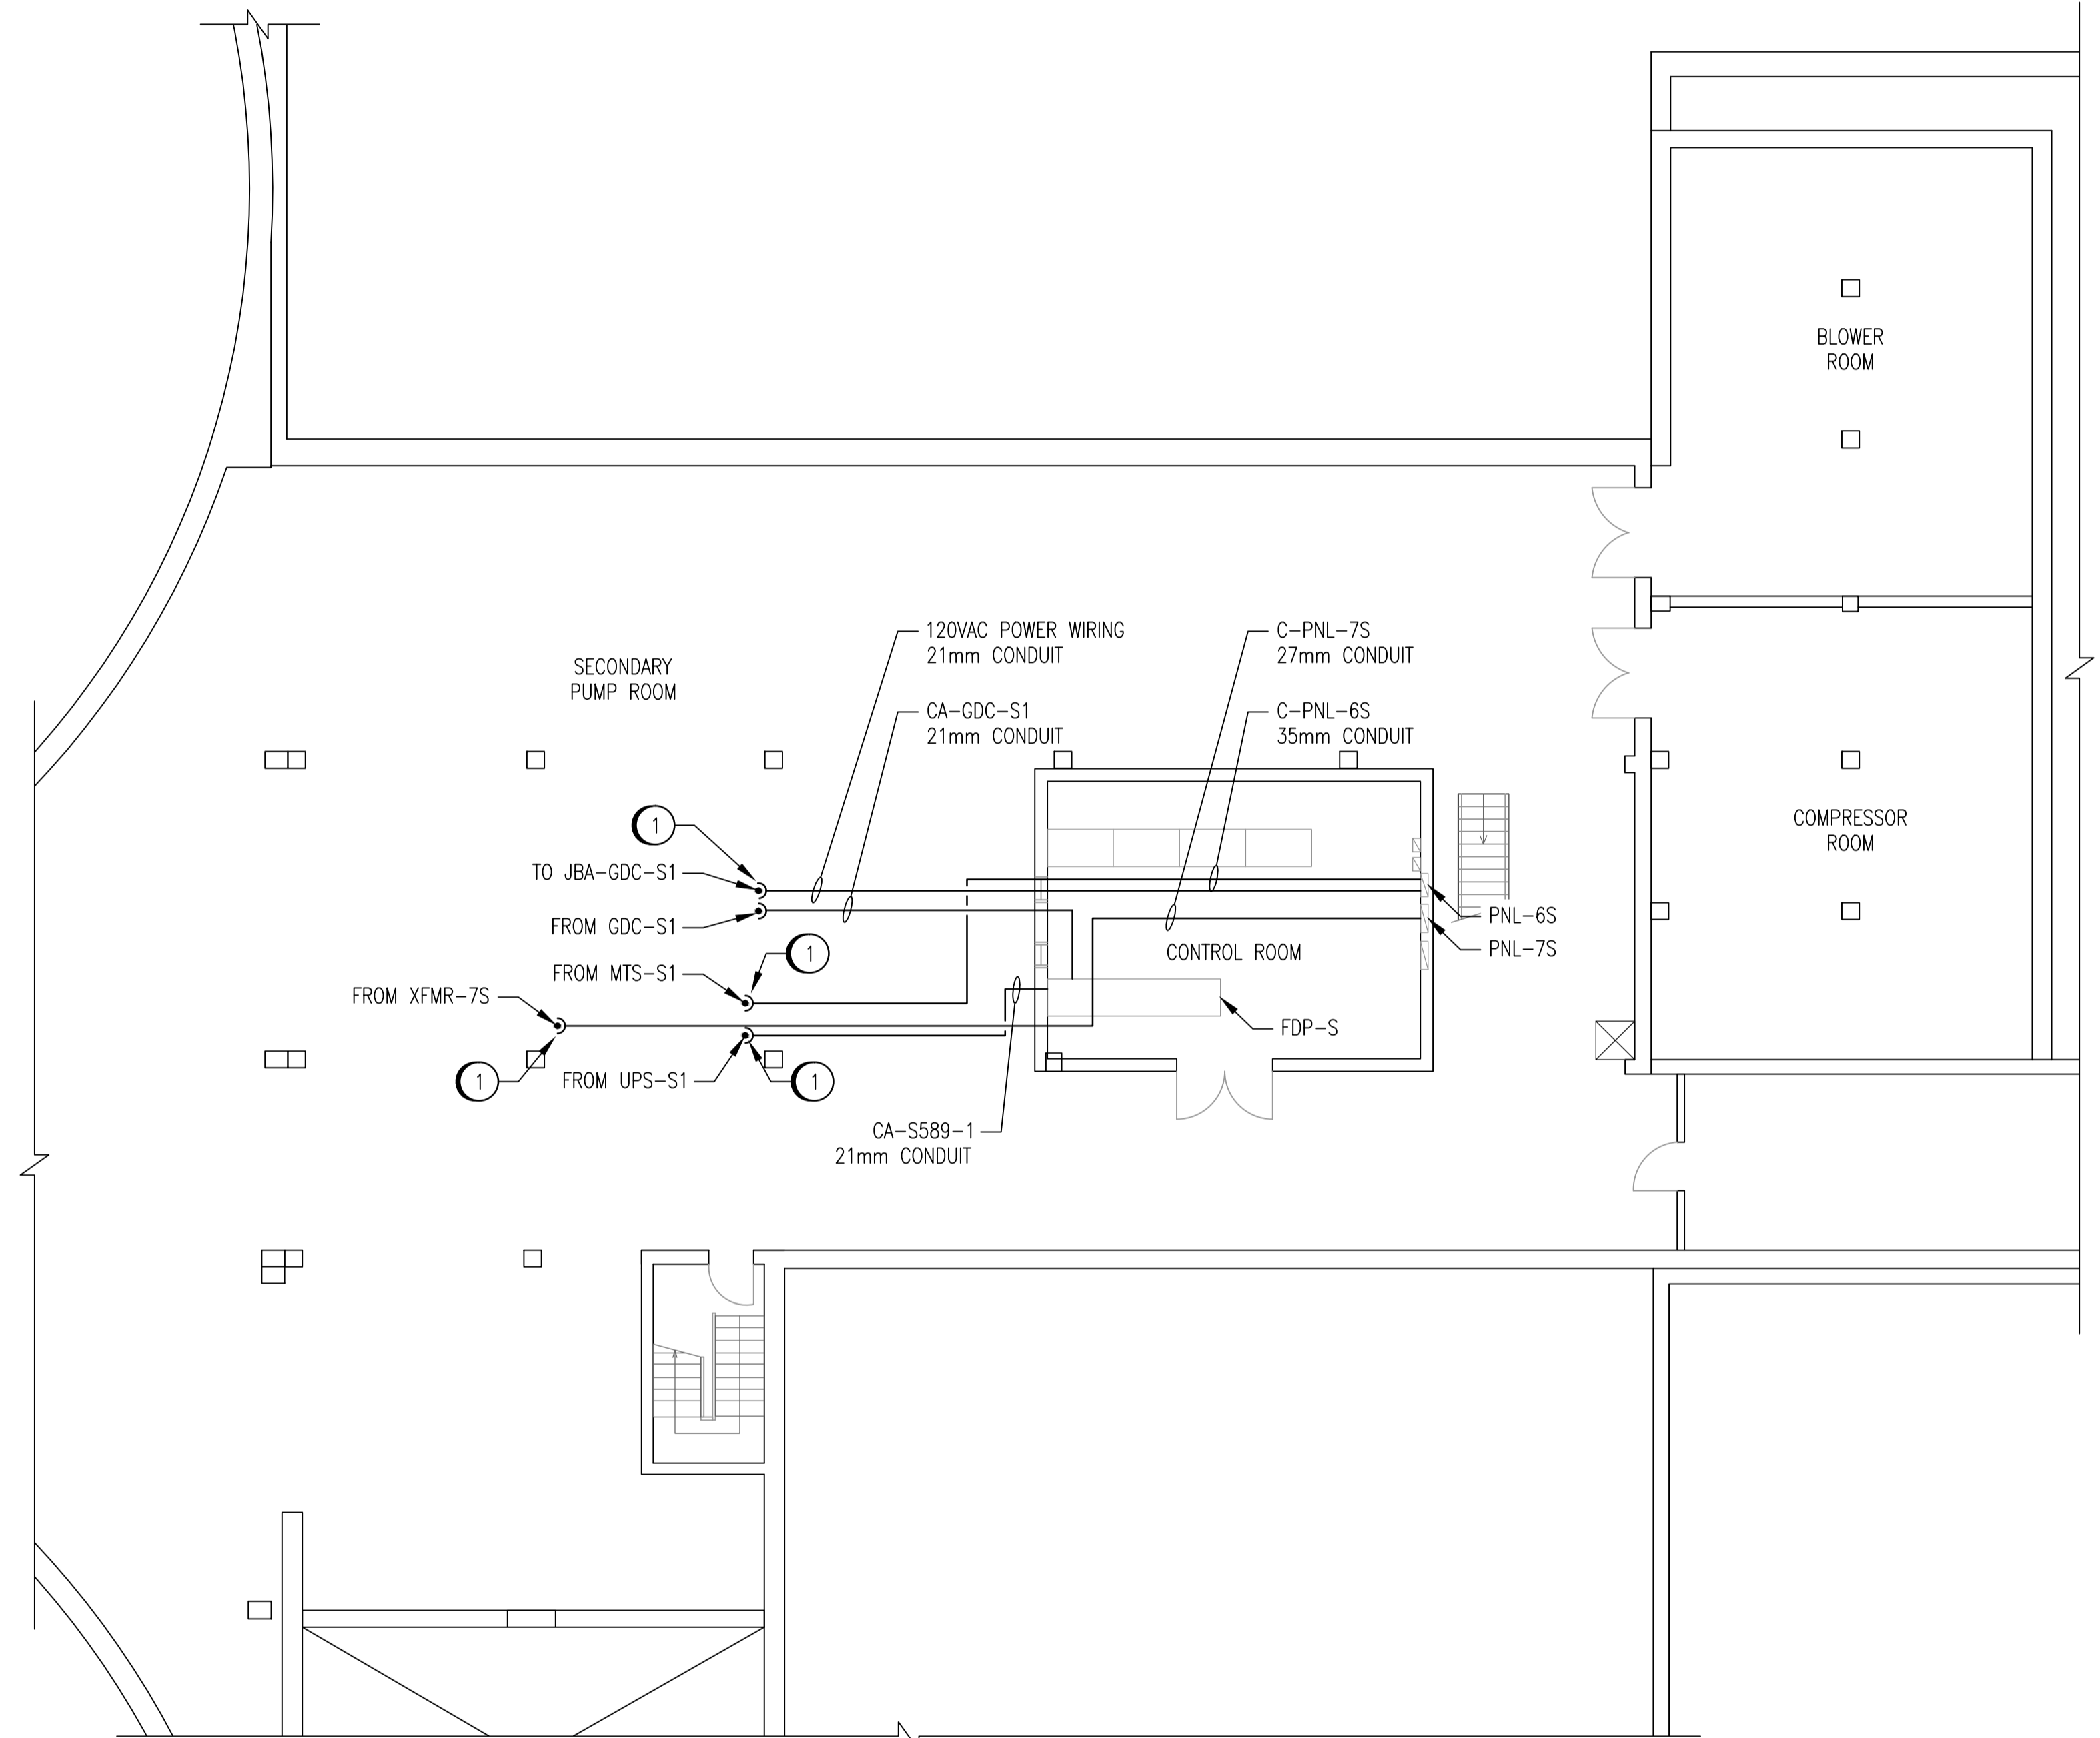 BLOWER
ROOM
120VAC POWER WIRING
21mm CONDUIT
C-PNL-7S
27mm CONDUIT
SECONDARY
PUMP ROOM
CA-GDC-S1
21mm CONDUIT
C-PNL-6S
35mm CONDUIT
COMPRESSOR
ROOM
1
TO JBA-GDC-S1
FROM GDC-S1
PNL-6S
PNL-7S
CONTROL ROOM
1
FROM MTS-S1
FROM XFMR-7S
FDP-S
1
FROM UPS-S1
1
CA-S589-1
21mm CONDUIT